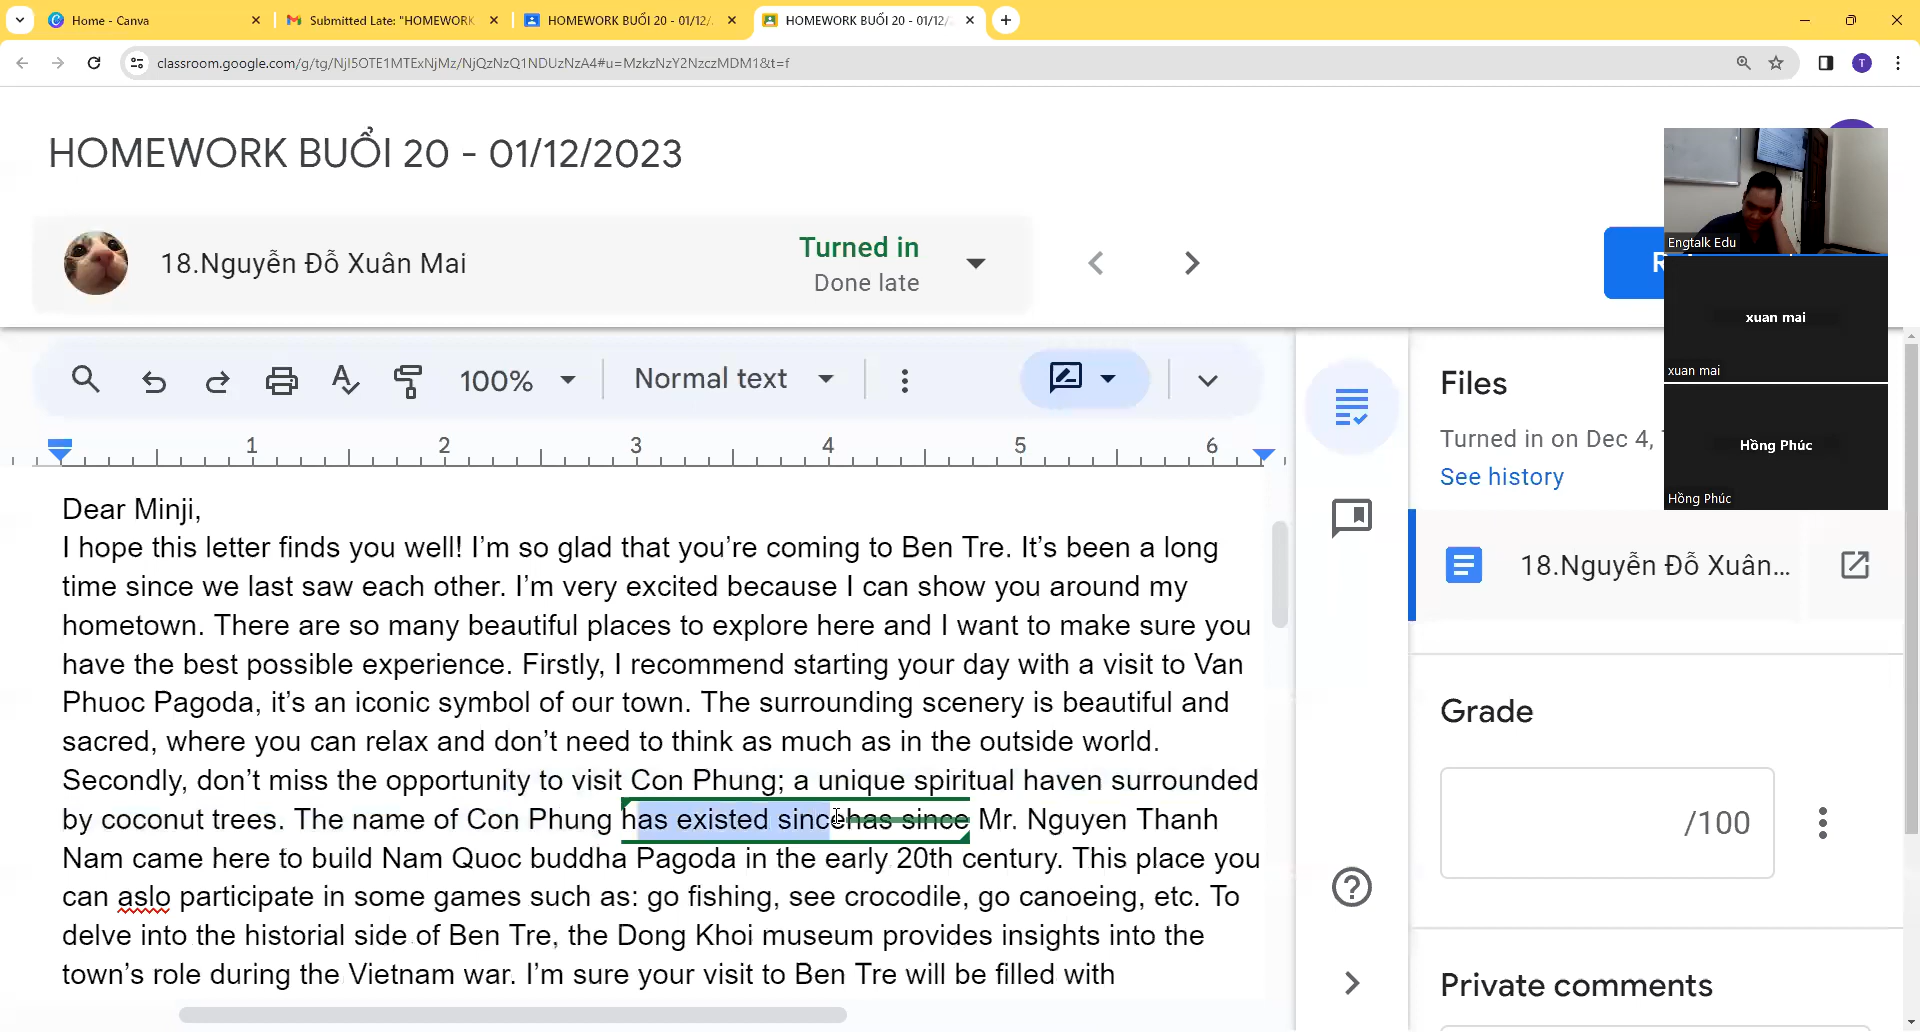 Home - Canva
Submitted Late: "HOMEWORK
HOMEWORK BUỔI 20 - 01/12/
HOMEWORK BUỔI 20 - 01/12/
classroom.google.com/g/tg/NjI5OTE1MTExNjMz/NjQzNzQ1NDUzNzA4#u=MzkzNzY2NzczMDM1&t=f
T
HOMEWORK BUỔI 20 - 01/12/2023
18.Nguyễn Đỗ Xuân Mai
Turned in
Done late
Engtalk Edu
xuan mai
xuan mai
Hồng Phúc
Hồng Phúc
100%
Normal text
1 2 3 4 5 6
Dear Minji,
I hope this letter finds you well! I'm so glad that you're coming to Ben Tre. It's been a long
time since we last saw each other. I'm very excited because I can show you around my
hometown. There are so many beautiful places to explore here and I want to make sure you
have the best possible experience. Firstly, I recommend starting your day with a visit to Van
Phuoc Pagoda, it's an iconic symbol of our town. The surrounding scenery is beautiful and
sacred, where you can relax and don't need to think as much as in the outside world.
Secondly, don't miss the opportunity to visit Con Phung; a unique spiritual haven surrounded
by coconut trees. The name of Con Phung has existed sincehas since Mr. Nguyen Thanh
Nam came here to build Nam Quoc buddha Pagoda in the early 20th century. This place you
can aslo participate in some games such as: go fishing, see crocodile, go canoeing, etc. To
delve into the historial side of Ben Tre, the Dong Khoi museum provides insights into the
town's role during the Vietnam war. I'm sure your visit to Ben Tre will be filled with
Files
Turned in on Dec 4,
See history
18.Nguyễn Đỗ Xuân...
Grade
/100
Private comments